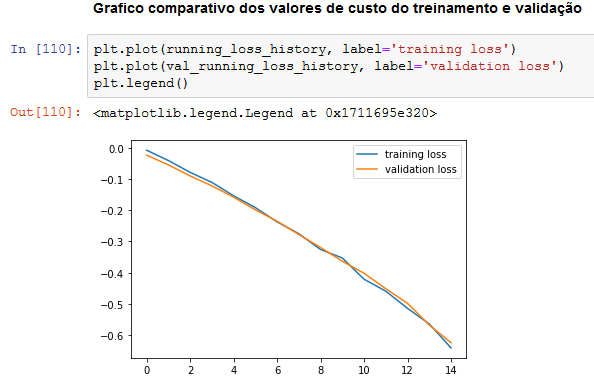 Grafico comparativo dos valores de custo do treinamento e validação
In [110]: plt.plot(running_loss_history, label='training loss')
plt.plot(val_running_loss_history, label='validation loss')
plt.legend()
Out[110]: <matplotlib.legend.Legend at 0x1711695e320>
training loss
validation loss
0.0
−0.1
−0.2
−0.3
−0.4
−0.5
−0.6
0 2 4 6 8 10 12 14